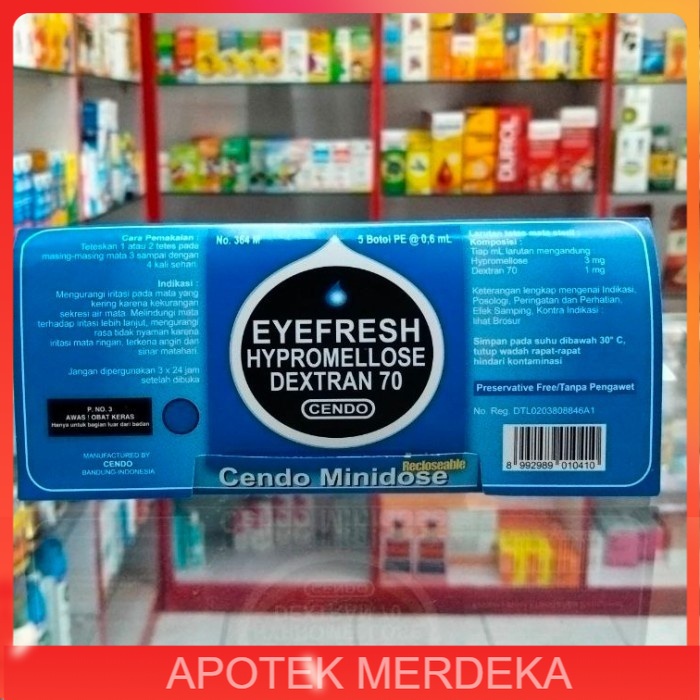 Cara Pemakaian :
Teteskan 1 atau 2 tetes pada
masing-masing mata 3 sampai dengan
4 kali sehari.
Indikasi :
Mengurangi iritasi pada mata yang
kering karena kekurangan
sekresi air mata. Melindungi mata
terhadap iritasi lebih lanjut, mengurangi
rasa tidak nyaman karena
iritasi mata ringan, terkena angin dan
sinar matahari.
Jangan dipergunakan 3 x 24 jam
setelah dibuka
P. NO. 3
AWAS ! OBAT KERAS
Hanya untuk bagian luar dari badan
MANUFACTURED BY
CENDO
BANDUNG-INDONESIA
No. 364 M
5 Botol PE @ 0,6 mL
EYEFRESH
HYPROMELLOSE
DEXTRAN 70
CENDO
Recloseable
Cendo Minidose
Larutan tetes mata steril
Komposisi :
Tiap mL larutan mengandung :
Hypromellose 3 mg
Dextran 70 1 mg
Keterangan lengkap mengenai Indikasi,
Posologi, Peringatan dan Perhatian,
Efek Samping, Kontra Indikasi :
lihat Brosur
Simpan pada suhu dibawah 30° C,
tutup wadah rapat-rapat
hindari kontaminasi
Preservative Free/Tanpa Pengawet
No. Reg. DTL0203808846A1
8 992989 010410
APOTEK MERDEKA